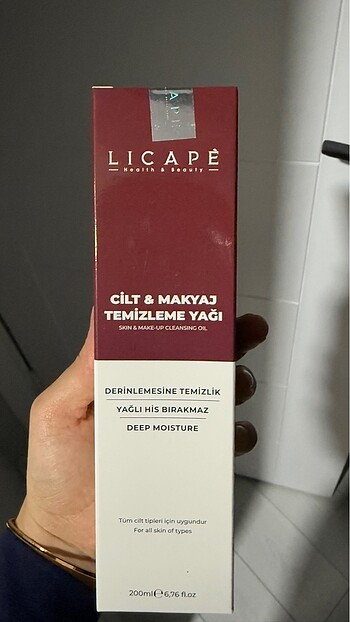 LICAPÈ
Health & Beauty
CİLT & MAKYAJ
TEMİZLEME YAĞI
SKIN & MAKE-UP CLEANSING OIL
DERİNLEMESİNE TEMİZLİK
YAĞLI HİS BIRAKMAZ
DEEP MOISTURE
Tüm cilt tipleri için uygundur
For all skin of types
200ml ℮ 6,76 fl.oz